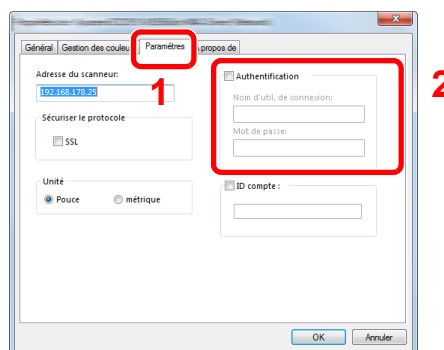 Général Gestion des couleu Paramètres propos de
1
2
Adresse du scanneur:
192.168.178.25
Sécuriser le protocole
SSL
Unité
Pouce métrique
Authentification
Nom d'util. de connexion:
Mot de passe:
ID compte :
OK Annuler